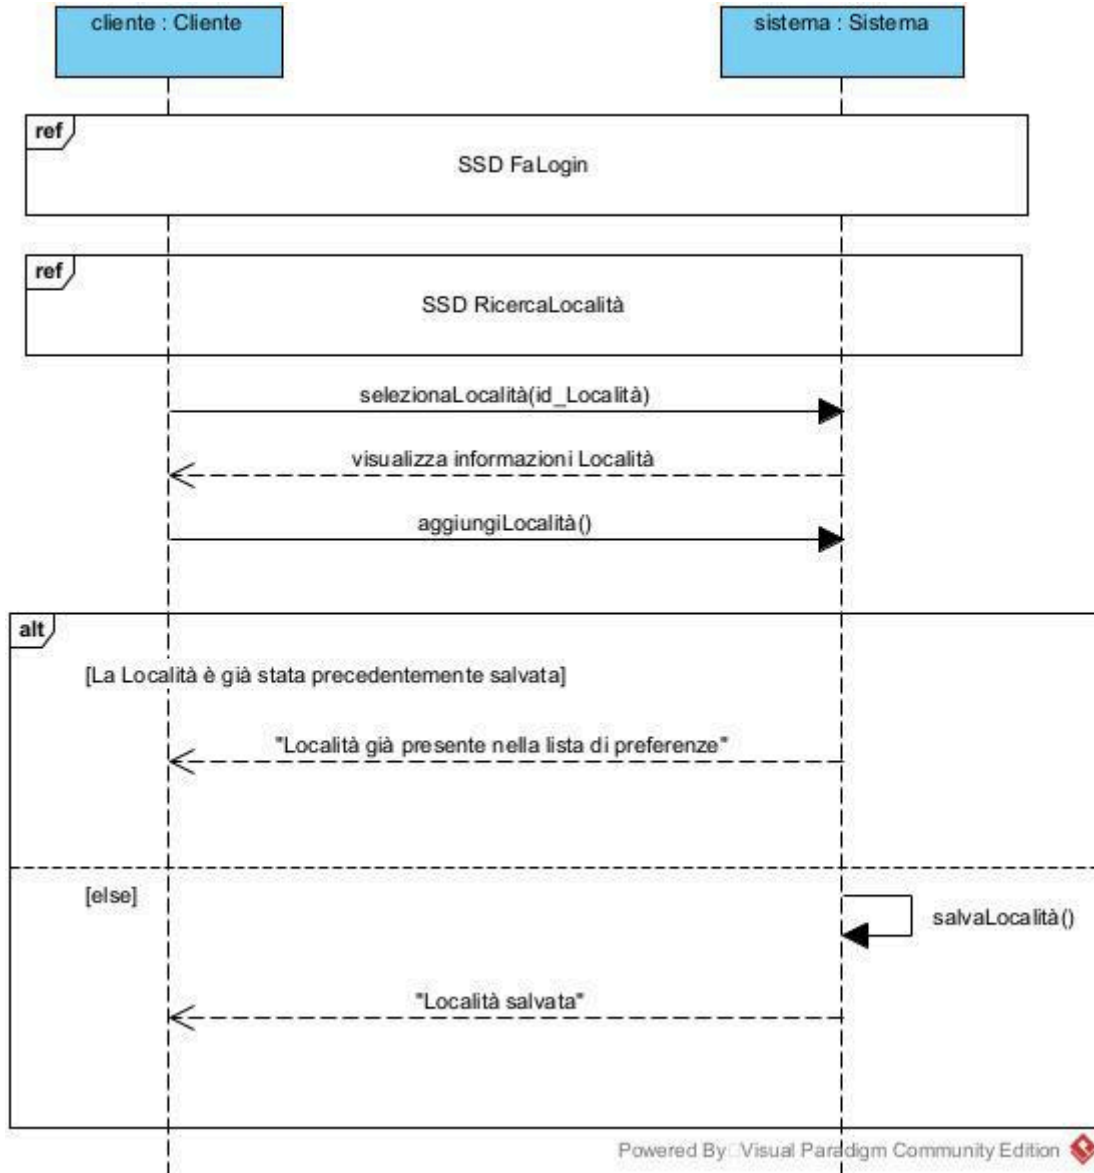 cliente : Cliente
sistema : Sistema
ref
SSD FaLogin
ref
SSD RicercaLocalità
selezionaLocalità(id_Località)
visualizza informazioni Località
aggiungiLocalità()
alt
[La Località è già stata precedentemente salvata]
"Località già presente nella lista di preferenze"
[else]
salvaLocalità()
"Località salvata"
Powered By Visual Paradigm Community Edition